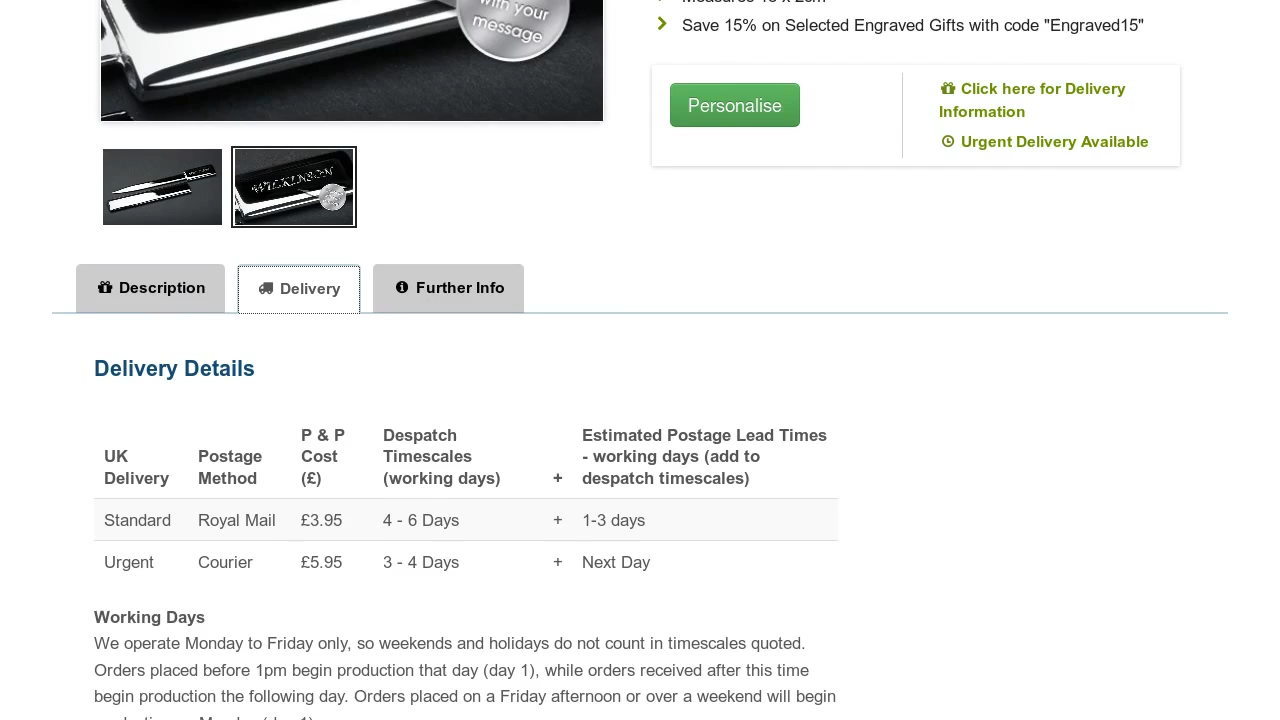 with your
message
Save 15% on Selected Engraved Gifts with code "Engraved15"
Personalise
Click here for Delivery
Information
Urgent Delivery Available
WILKINSON
Description
Delivery
Further Info
Delivery Details
UK Delivery
Postage Method
P & P Cost (£)
Despatch Timescales (working days)
+
Estimated Postage Lead Times - working days (add to despatch timescales)
Standard Royal Mail £3.95 4 - 6 Days + 1-3 days
Urgent Courier £5.95 3 - 4 Days + Next Day
Working Days
We operate Monday to Friday only, so weekends and holidays do not count in timescales quoted.
Orders placed before 1pm begin production that day (day 1), while orders received after this time
begin production the following day. Orders placed on a Friday afternoon or over a weekend will begin